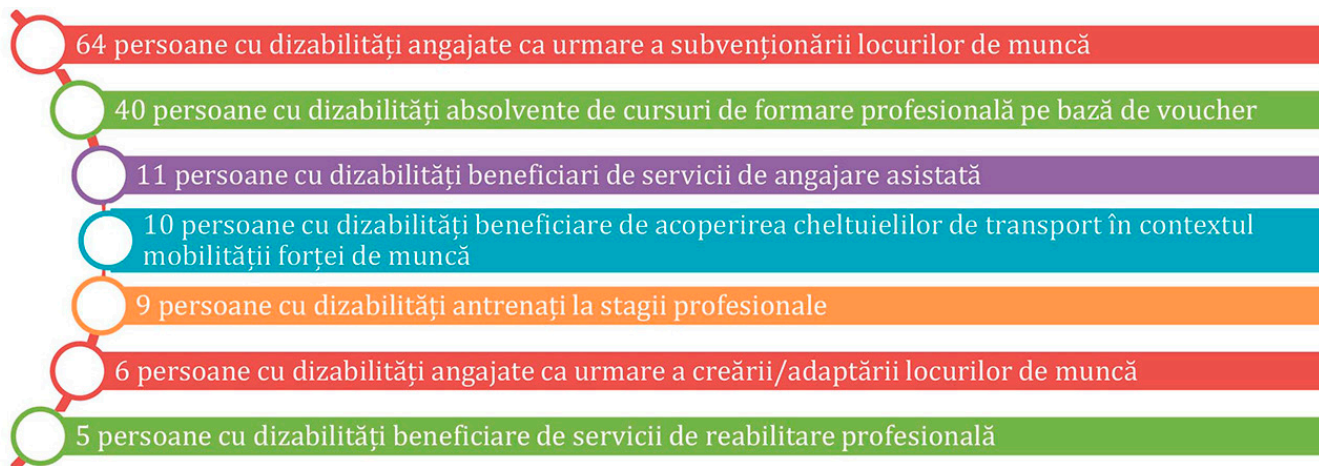 64 persoane cu dizabilități angajate ca urmare a subvenționării locurilor de muncă
40 persoane cu dizabilități absolvente de cursuri de formare profesională pe bază de voucher
11 persoane cu dizabilități beneficiari de servicii de angajare asistată
10 persoane cu dizabilități beneficiare de acoperirea cheltuielilor de transport în contextul
mobilității forței de muncă
9 persoane cu dizabilități antrenați la stagii profesionale
6 persoane cu dizabilități angajate ca urmare a creării/adaptării locurilor de muncă
5 persoane cu dizabilități beneficiare de servicii de reabilitare profesională